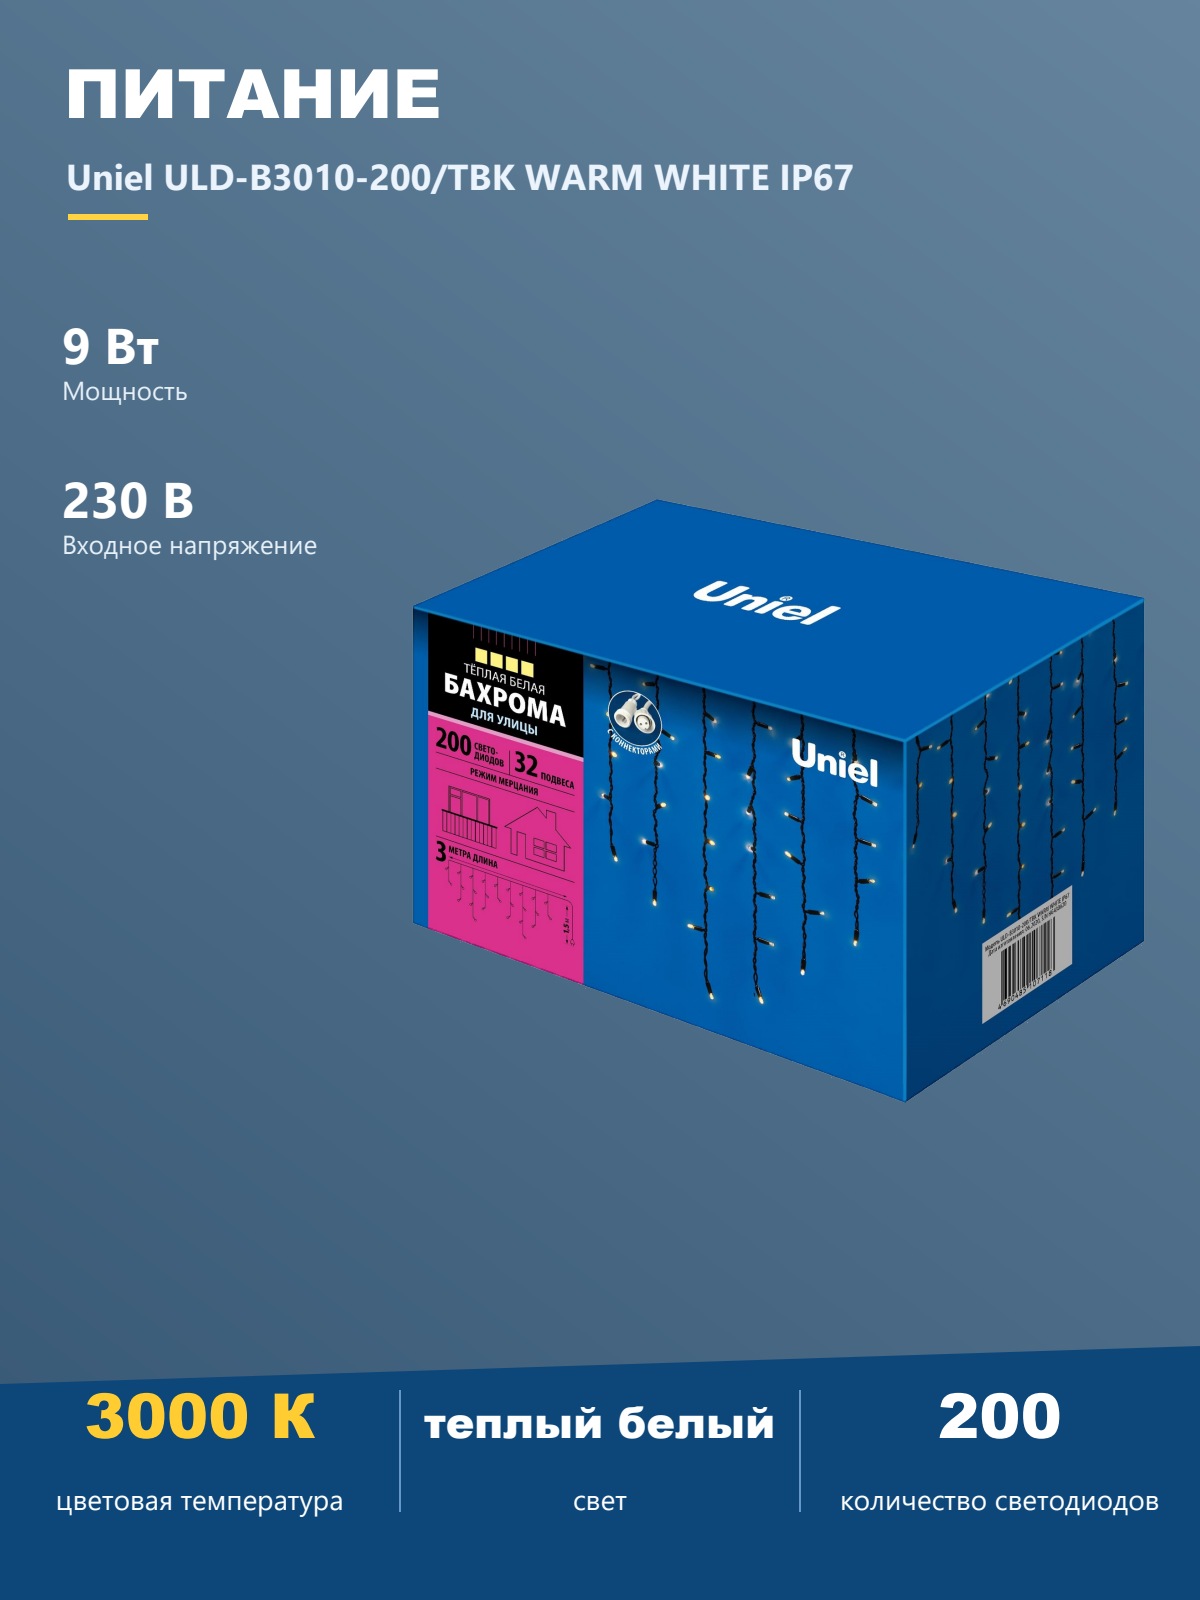 ПИТАНИЕ
Uniel ULD-B3010-200/TBK WARM WHITE IP67
9 Вт
Мощность
230 В
Входное напряжение
Uniel
ТЁПЛАЯ БЕЛАЯ
БАХРОМА
ДЛЯ УЛИЦЫ
200 СВЕТО-
ДИОДОВ
32 ПОДВЕСА
РЕЖИМ МЕРЦАНИЯ
3 МЕТРА ДЛИНА
1,5 м
С КОННЕКТОРАМИ
Uniel
3000 К
цветовая температура
теплый белый
свет
200
количество светодиодов